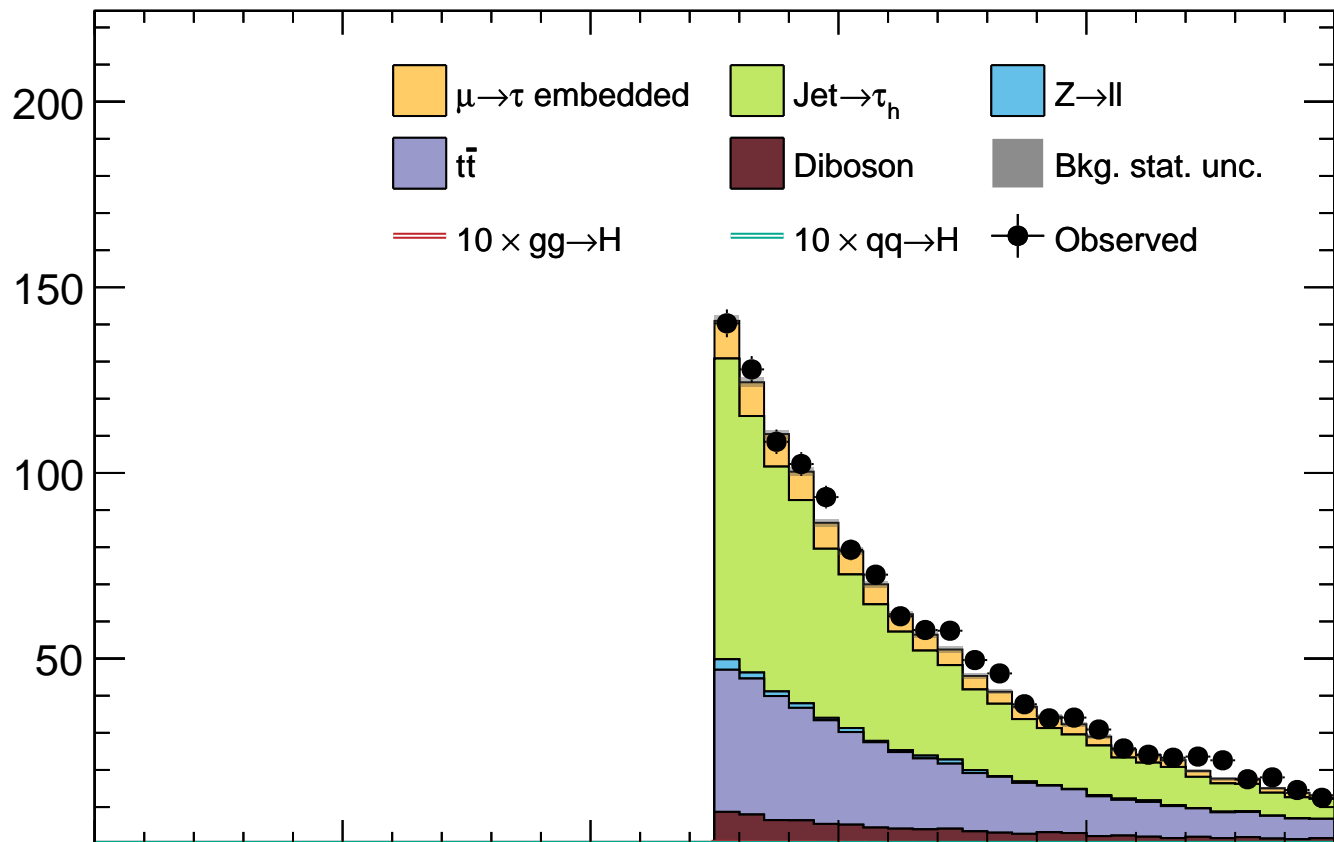 200
μ→τ embedded Jet→τh Z→ll
tt̄ Diboson Bkg. stat. unc.
10 × gg→H 10 × qq→H Observed
150
100
50